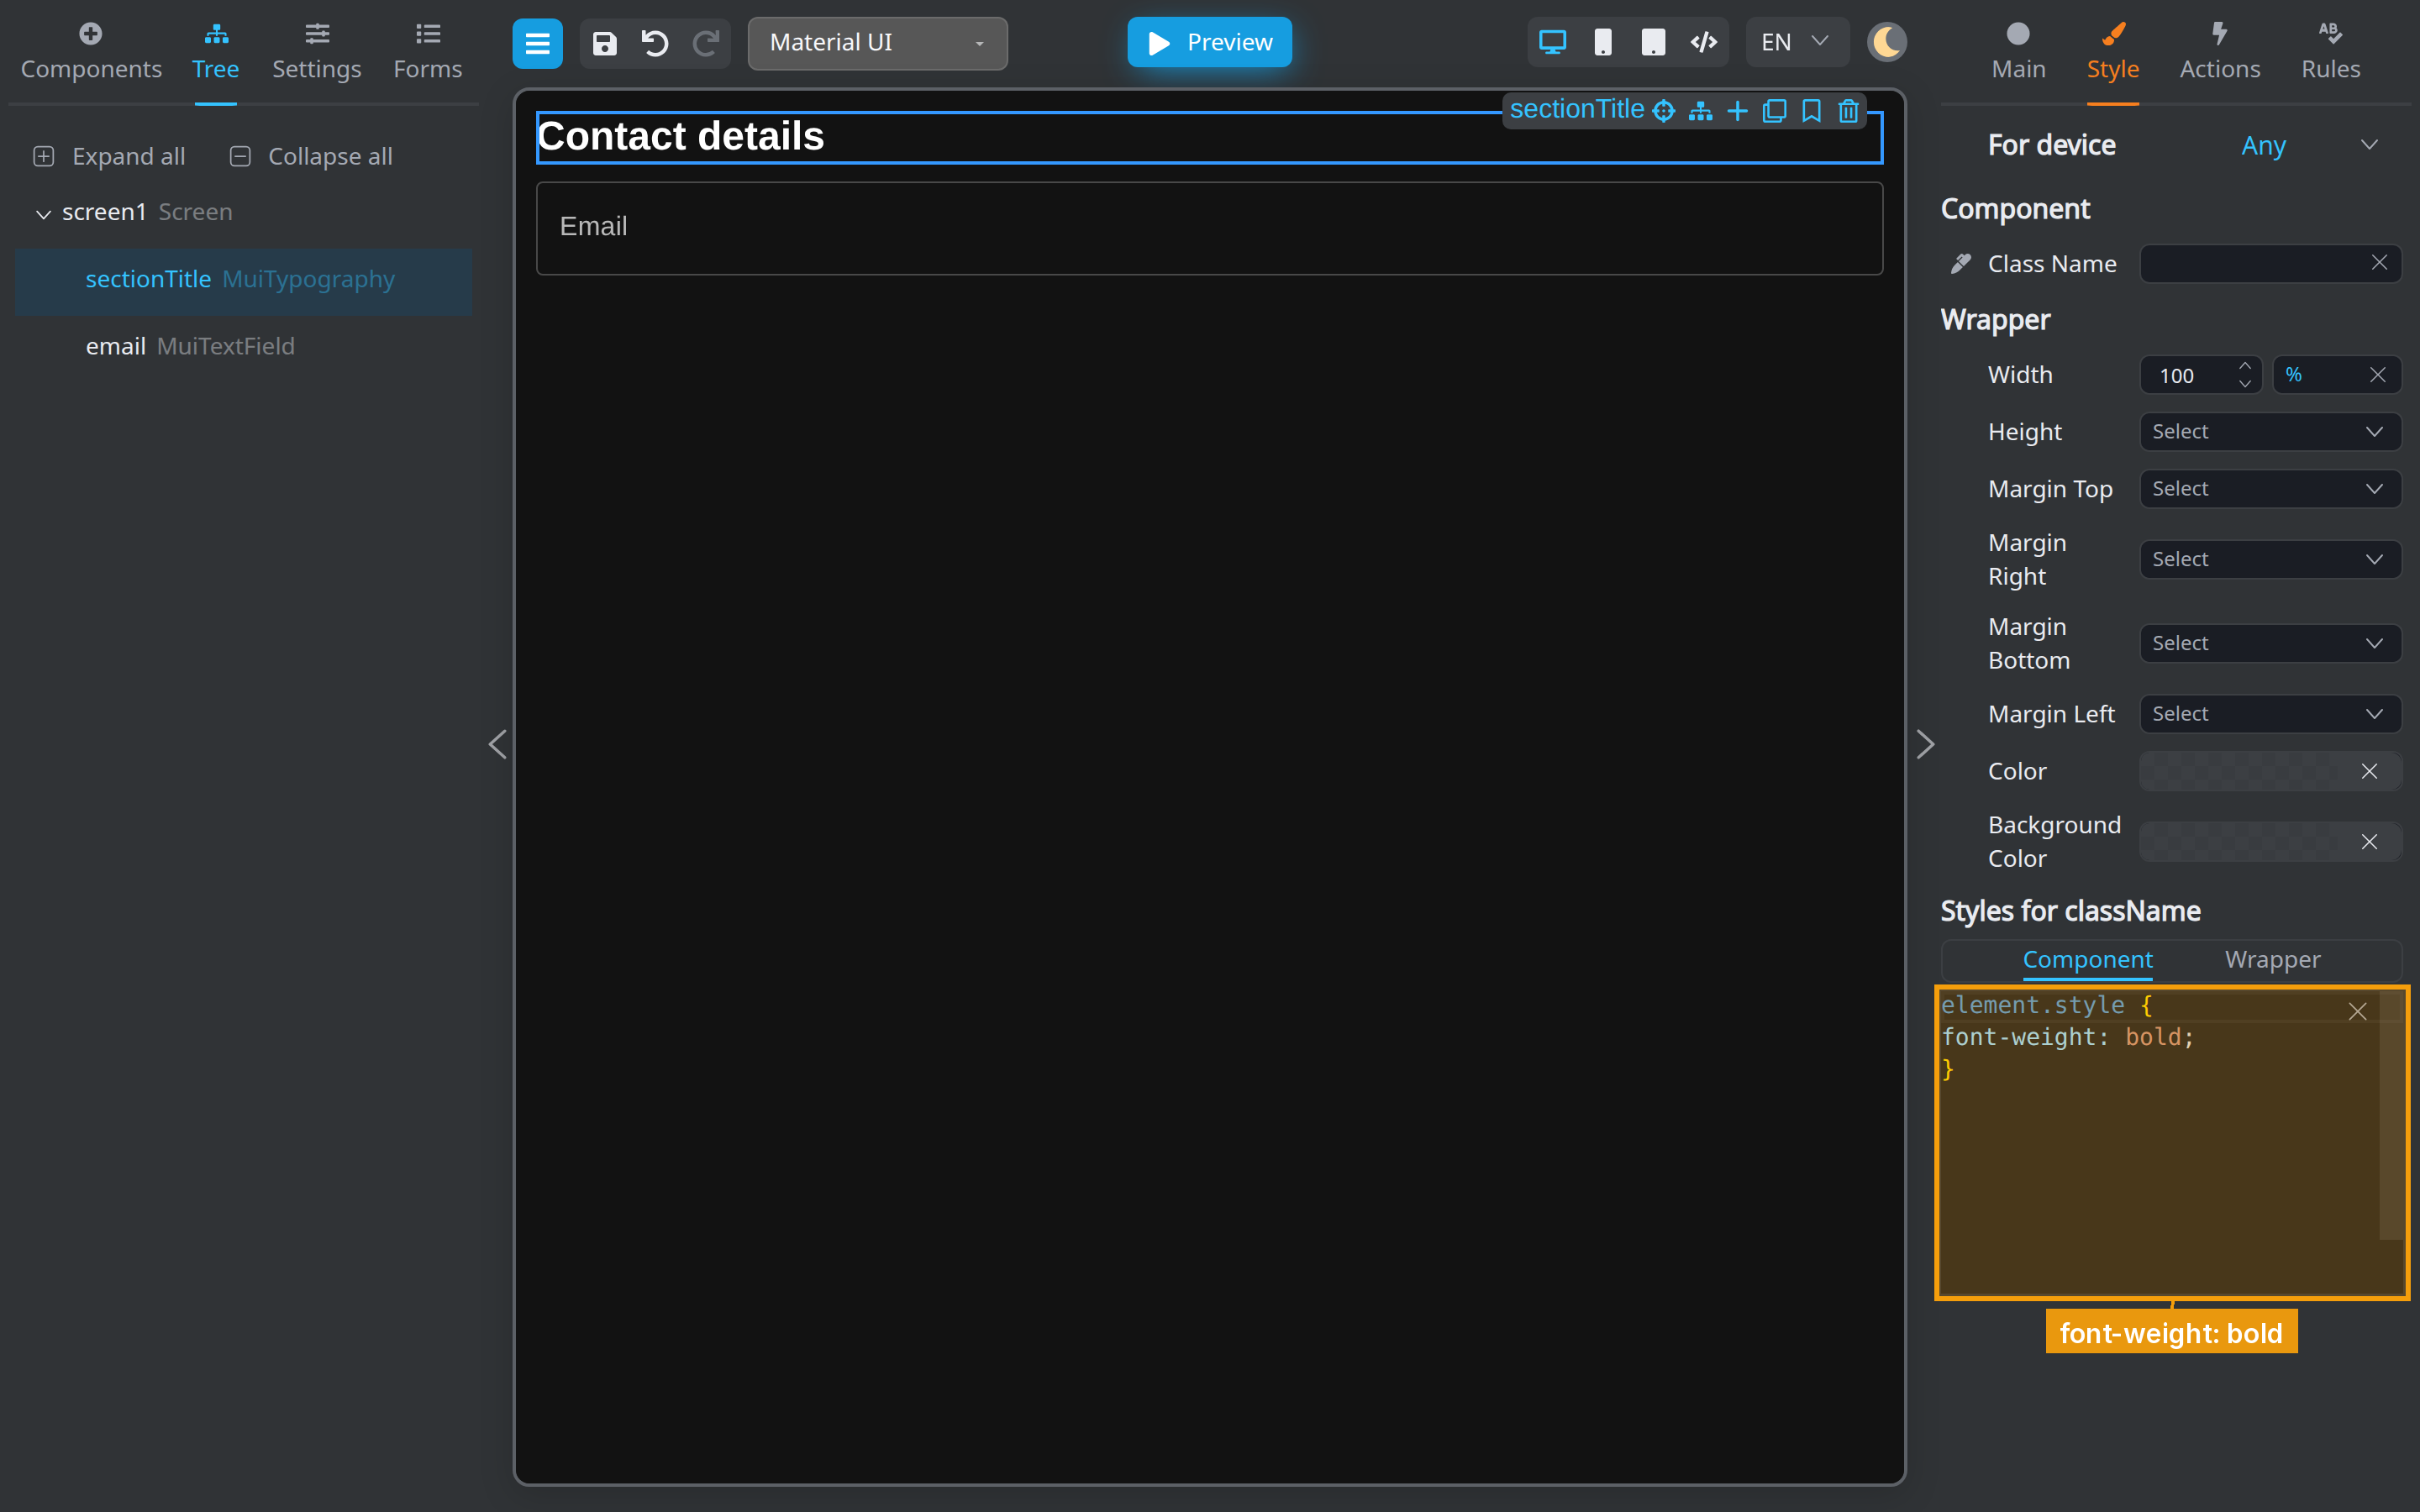 Components
Tree
Settings
Forms
Material UI
Preview
EN
Main
Style
Actions
AB
Rules
Expand all
Collapse all
screen1 Screen
sectionTitle MuiTypography
email MuiTextField
sectionTitle
Contact details
Email
For device
Any
Component
Class Name
Wrapper
Width
100
%
Height
Select
Margin Top
Select
Margin
Right
Select
Margin
Bottom
Select
Margin Left
Select
Color
Background
Color
Styles for className
Component
Wrapper
element.style {
font-weight: bold;
}
font-weight: bold